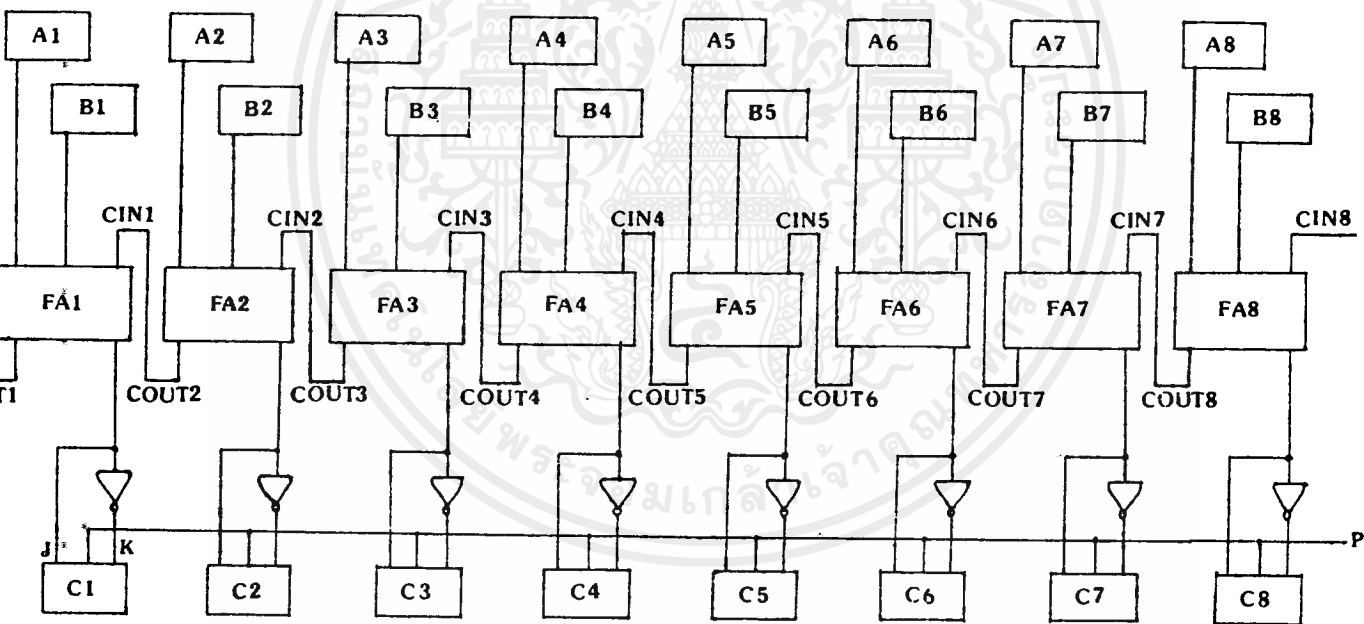 A1 A2 A3 A4 A5 A6 A7 A8
B1 B2 B3 B4 B5 B6 B7 B8
CIN1 CIN2 CIN3 CIN4 CIN5 CIN6 CIN7 CIN8
FA1 FA2 FA3 FA4 FA5 FA6 FA7 FA8
T1 COUT2 COUT3 COUT4 COUT5 COUT6 COUT7 COUT8
J K P
C1 C2 C3 C4 C5 C6 C7 C8